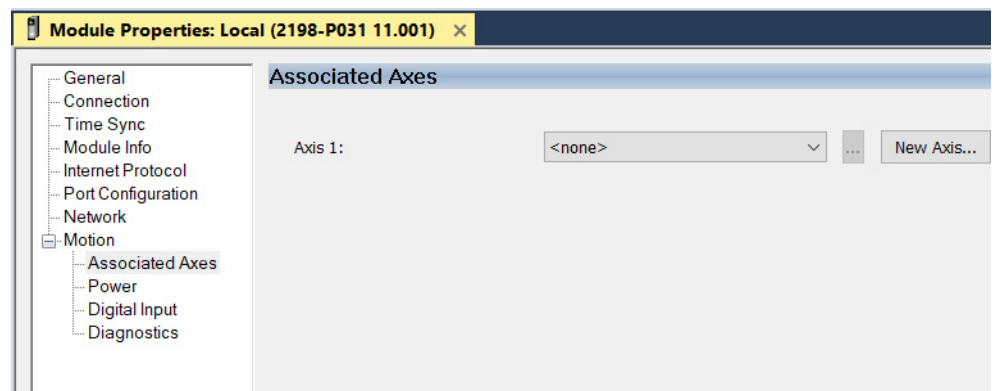 Module Properties: Local (2198-P031 11.001) ×
General
Connection
Time Sync
Module Info
Internet Protocol
Port Configuration
Network
Motion
Associated Axes
Power
Digital Input
Diagnostics
Associated Axes
Axis 1: <none> ... New Axis...